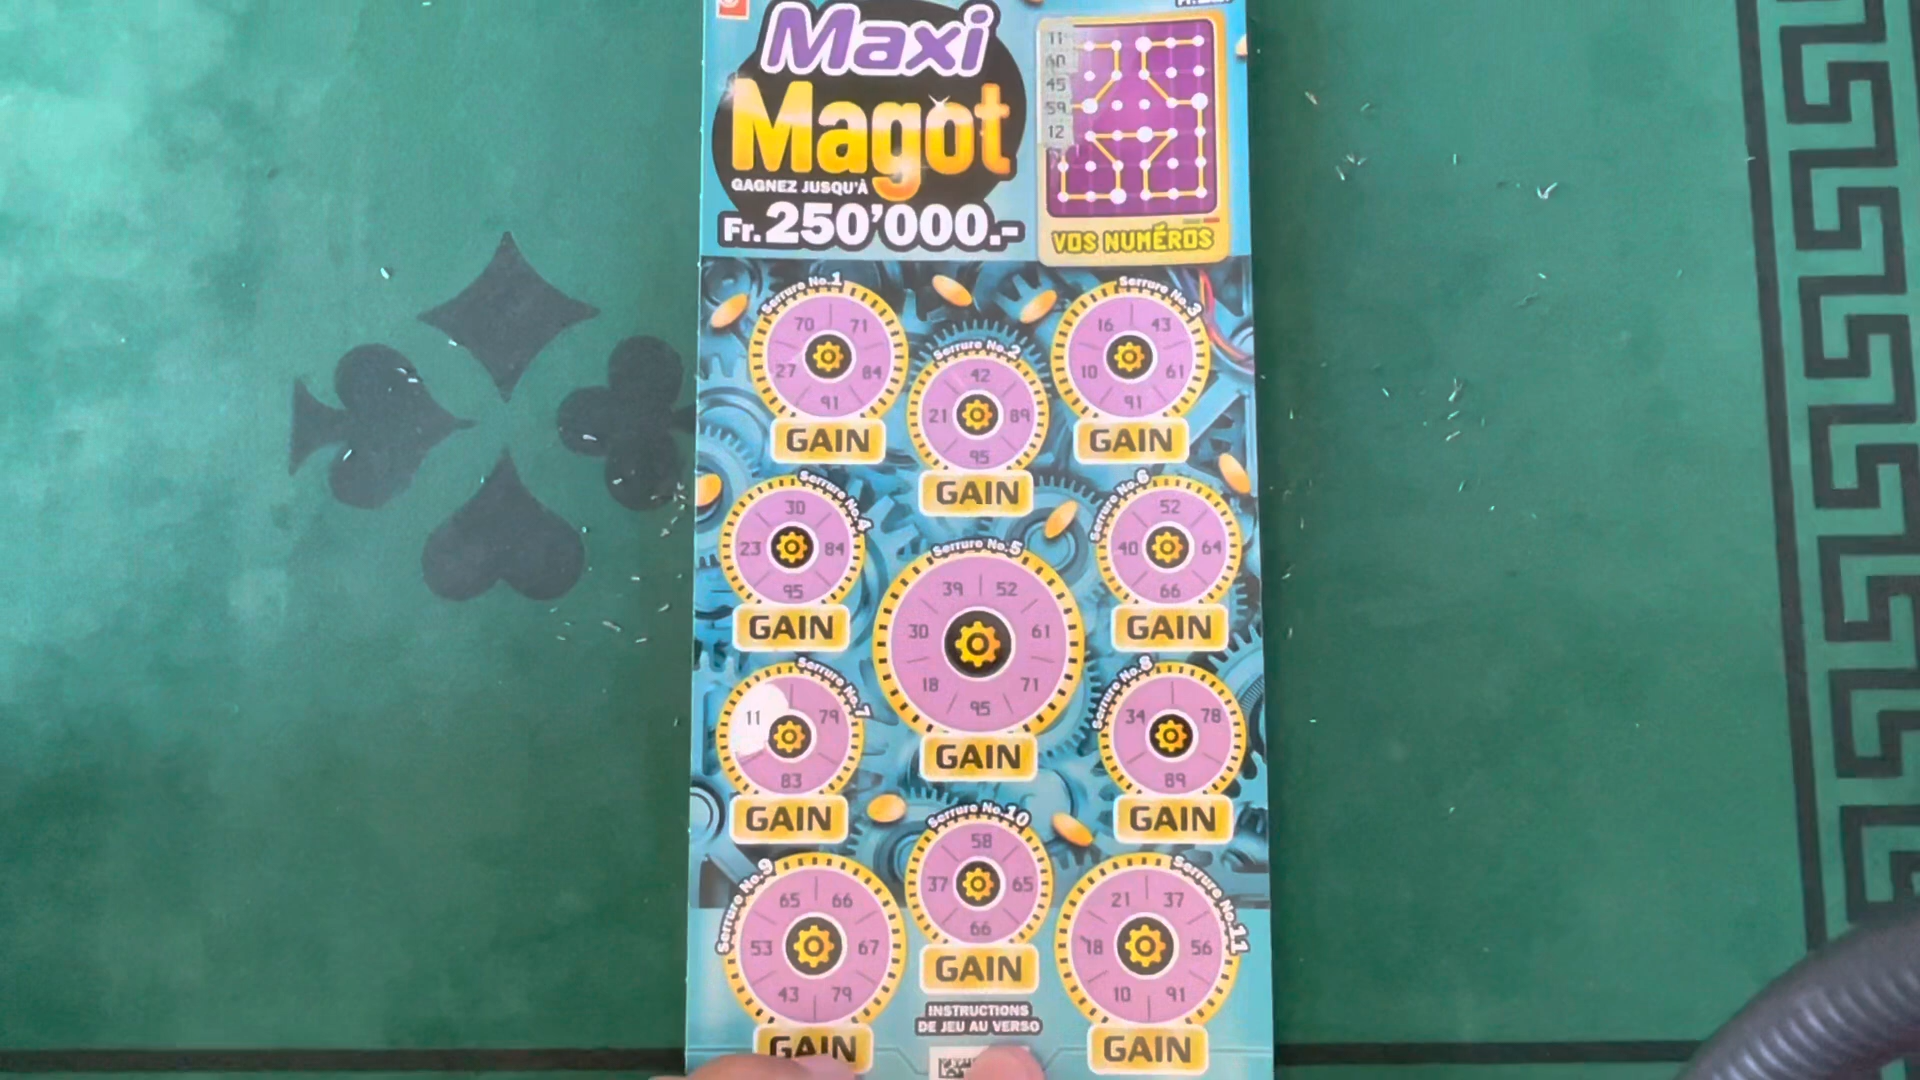 Maxi
Magot
GAGNEZ JUSQU'À
Fr. 250'000.-
11
45
59
12
VOS NUMÉROS
Serrure No.1
70 71
27 84
91
GAIN
Serrure No.2
42
21 89
95
GAIN
Serrure No.3
16 43
10 61
91
GAIN
Serrure No.4
30
23 84
95
GAIN
Serrure No.5
39 52
30 61
18 71
95
GAIN
Serrure No.6
52
40 64
66
GAIN
Serrure No.7
11 79
83
GAIN
Serrure No.8
34 78
89
GAIN
Serrure No.9
65 66
53 67
43 79
GAIN
Serrure No.10
58
37 65
66
GAIN
Serrure No.11
21 37
18 56
10 91
GAIN
INSTRUCTIONS
DE JEU AU VERSO